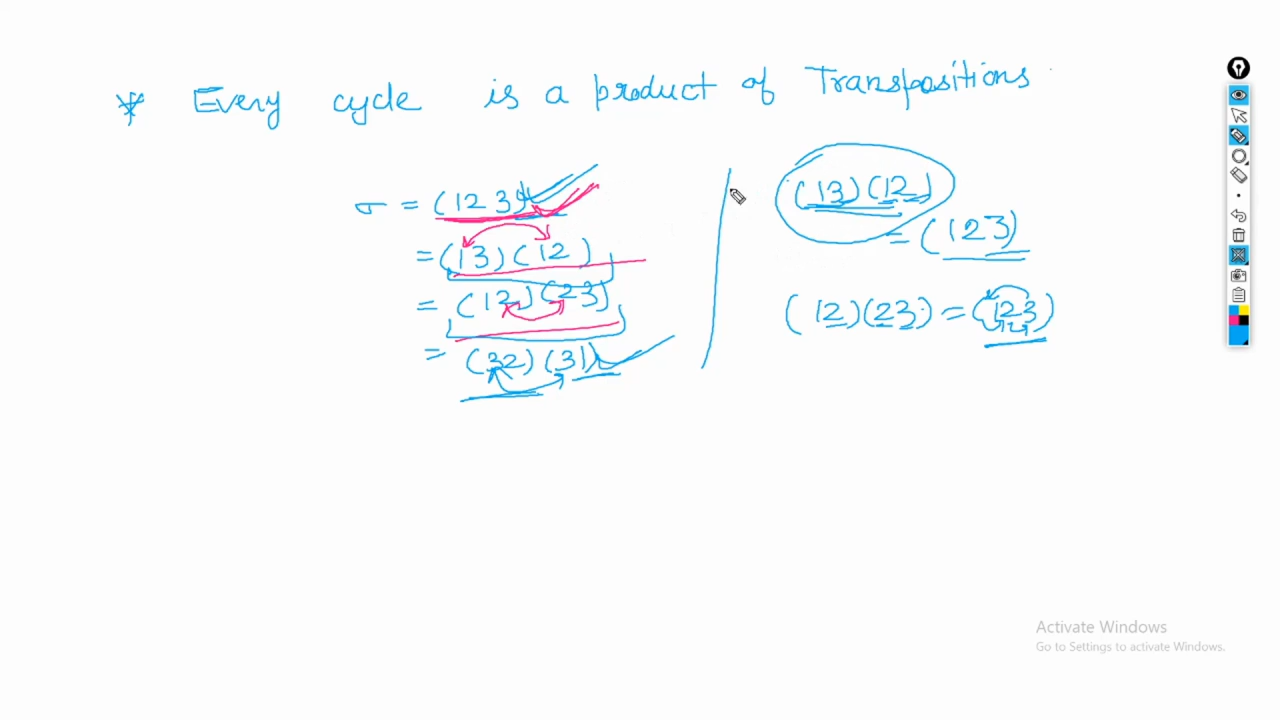 * Every cycle is a product of Transpositions
σ = (1 2 3)
= (1 3) (1 2)
= (1 2) (2 3)
= (3 2) (3 1)
(1 3) (1 2)
= (1 2 3)
(1 2) (2 3) = (1 2 3)
Activate Windows
Go to Settings to activate Windows.